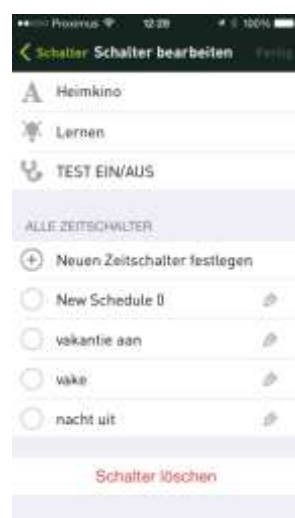 Proximus 12:28 100%
Schalter Schalter bearbeiten Fertig
Heimkino
Lernen
TEST EIN/AUS
ALLE ZEITSCHALTER
Neuen Zeitschalter festlegen
New Schedule 0
vakantie aan
vake
nacht uit
Schalter löschen